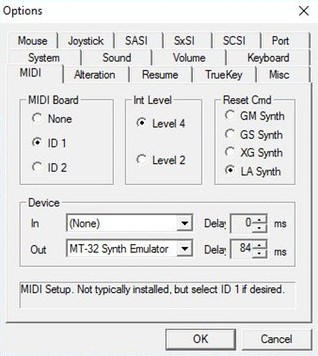 Options
Mouse Joystick SASI SxSI SCSI Port
System Sound Volume Keyboard
MIDI Alteration Resume TrueKey Misc
MIDI Board
None
ID 1
ID 2
Int Level
Level 4
Level 2
Reset Cmd
GM Synth
GS Synth
XG Synth
LA Synth
Device
In (None) Delay 0 ms
Out MT-32 Synth Emulator Delay 84 ms
MIDI Setup. Not typically installed, but select ID 1 if desired.
OK Cancel